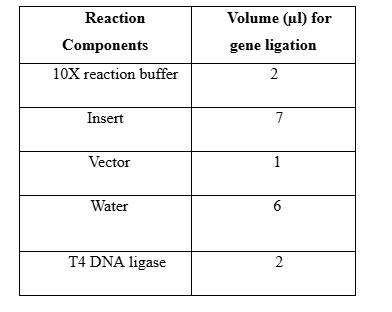 Reaction Components
Volume (µl) for gene ligation
10X reaction buffer
2
Insert
7
Vector
1
Water
6
T4 DNA ligase
2